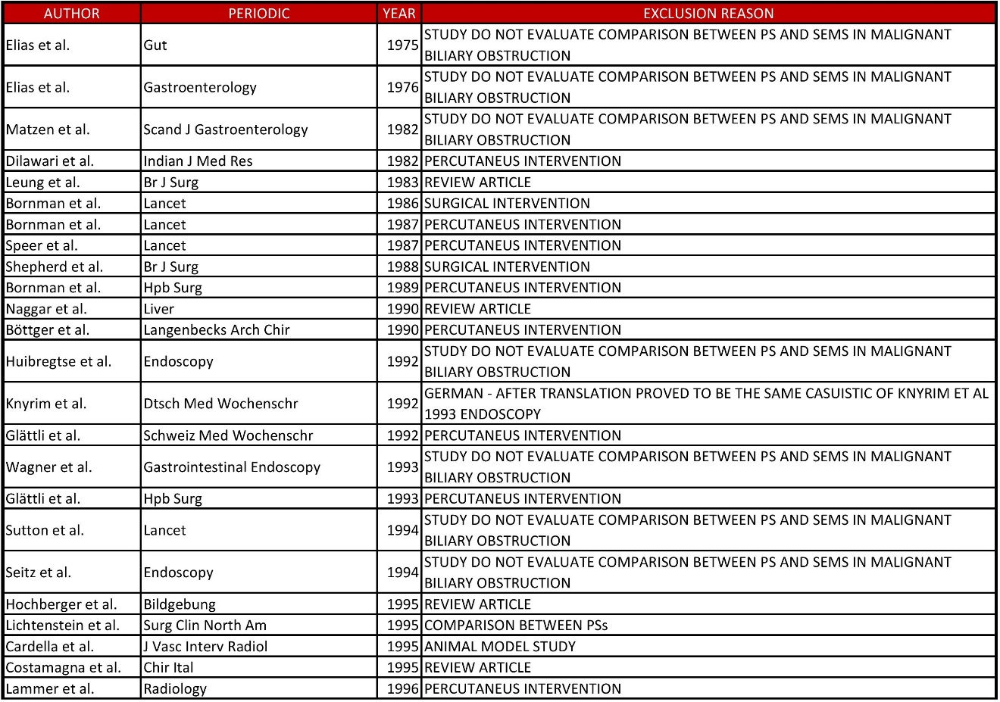 AUTHOR PERIODIC YEAR EXCLUSION REASON
Elias et al. Gut 1975 STUDY DO NOT EVALUATE COMPARISON BETWEEN PS AND SEMS IN MALIGNANT
BILIARY OBSTRUCTION
Elias et al. Gastroenterology 1976 STUDY DO NOT EVALUATE COMPARISON BETWEEN PS AND SEMS IN MALIGNANT
BILIARY OBSTRUCTION
Matzen et al. Scand J Gastroenterology 1982 STUDY DO NOT EVALUATE COMPARISON BETWEEN PS AND SEMS IN MALIGNANT
BILIARY OBSTRUCTION
Dilawari et al. Indian J Med Res 1982 PERCUTANEUS INTERVENTION
Leung et al. Br J Surg 1983 REVIEW ARTICLE
Bornman et al. Lancet 1986 SURGICAL INTERVENTION
Bornman et al. Lancet 1987 PERCUTANEUS INTERVENTION
Speer et al. Lancet 1987 PERCUTANEUS INTERVENTION
Shepherd et al. Br J Surg 1988 SURGICAL INTERVENTION
Bornman et al. Hpb Surg 1989 PERCUTANEUS INTERVENTION
Naggar et al. Liver 1990 REVIEW ARTICLE
Böttger et al. Langenbecks Arch Chir 1990 PERCUTANEUS INTERVENTION
Huibregtse et al. Endoscopy 1992 STUDY DO NOT EVALUATE COMPARISON BETWEEN PS AND SEMS IN MALIGNANT
BILIARY OBSTRUCTION
Knyrim et al. Dtsch Med Wochenschr 1992 GERMAN - AFTER TRANSLATION PROVED TO BE THE SAME CASUISTIC OF KNYRIM ET AL
1993 ENDOSCOPY
Glättli et al. Schweiz Med Wochenschr 1992 PERCUTANEUS INTERVENTION
Wagner et al. Gastrointestinal Endoscopy 1993 STUDY DO NOT EVALUATE COMPARISON BETWEEN PS AND SEMS IN MALIGNANT
BILIARY OBSTRUCTION
Glättli et al. Hpb Surg 1993 PERCUTANEUS INTERVENTION
Sutton et al. Lancet 1994 STUDY DO NOT EVALUATE COMPARISON BETWEEN PS AND SEMS IN MALIGNANT
BILIARY OBSTRUCTION
Seitz et al. Endoscopy 1994 STUDY DO NOT EVALUATE COMPARISON BETWEEN PS AND SEMS IN MALIGNANT
BILIARY OBSTRUCTION
Hochberger et al. Bildgebung 1995 REVIEW ARTICLE
Lichtenstein et al. Surg Clin North Am 1995 COMPARISON BETWEEN PSs
Cardella et al. J Vasc Interv Radiol 1995 ANIMAL MODEL STUDY
Costamagna et al. Chir Ital 1995 REVIEW ARTICLE
Lammer et al. Radiology 1996 PERCUTANEUS INTERVENTION